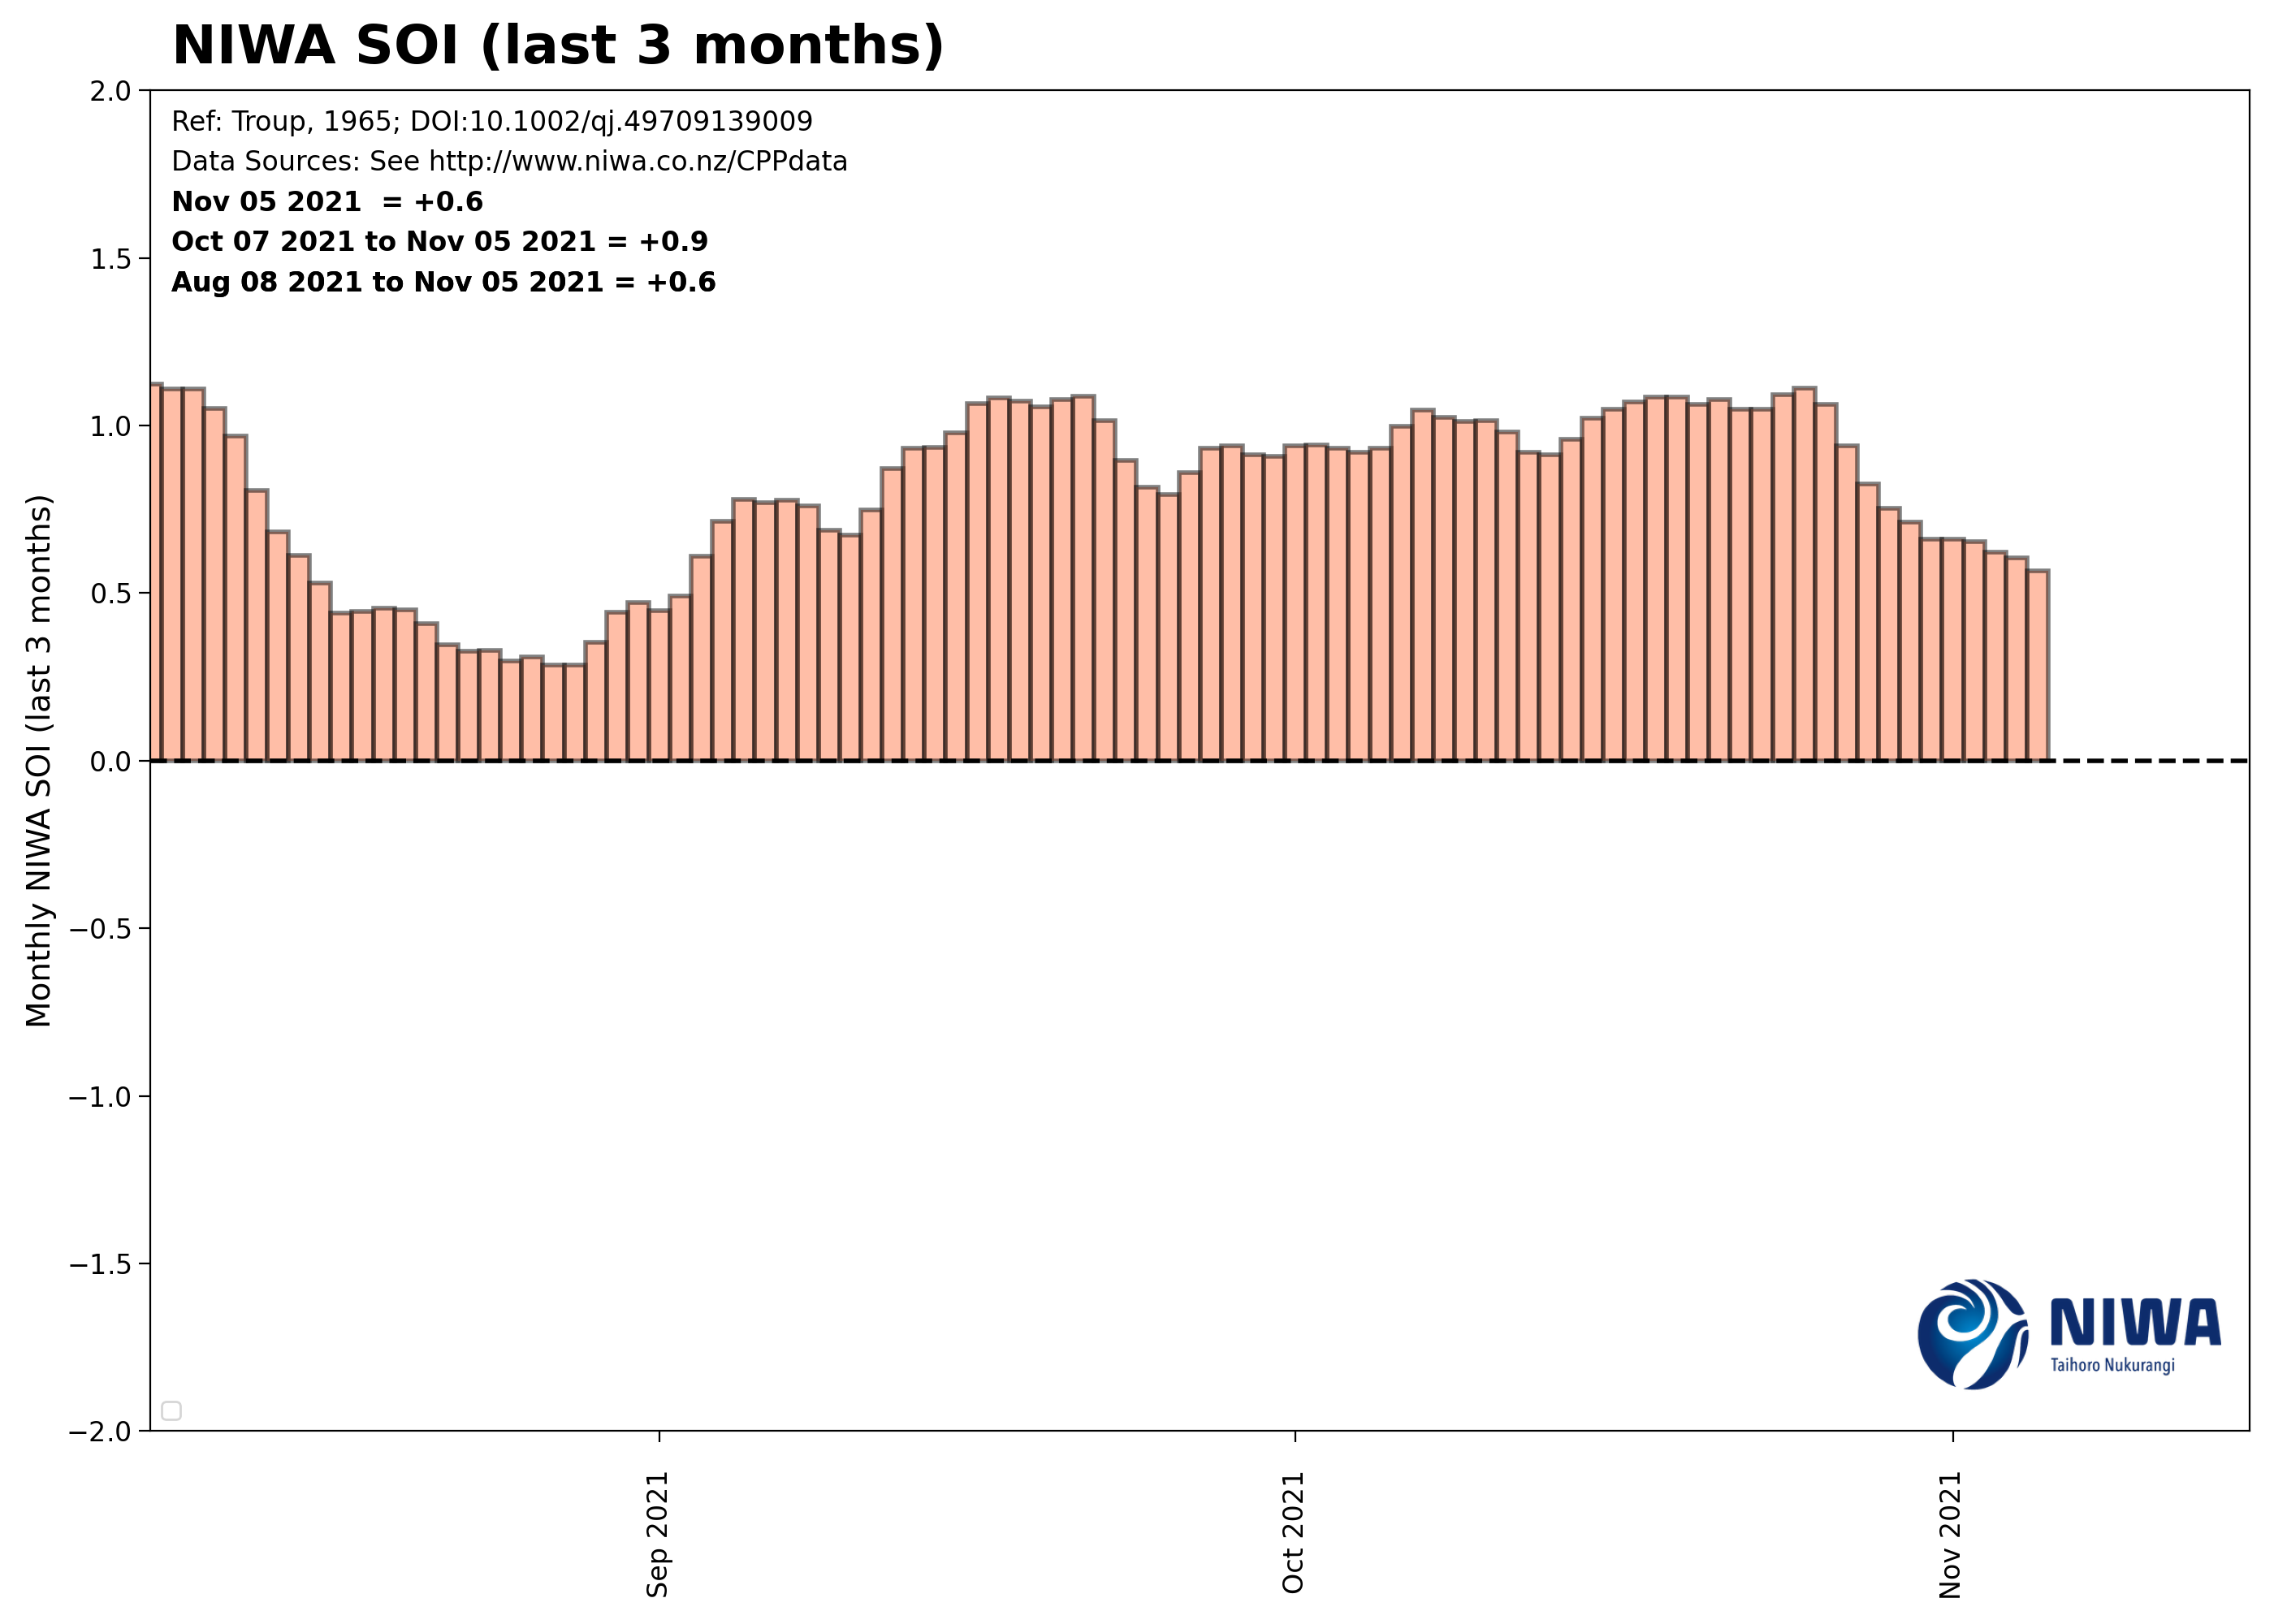 NIWA SOI (last 3 months)
2.0
Ref: Troup, 1965; DOI:10.1002/qj.49709139009
Data Sources: See http://www.niwa.co.nz/CPPdata
Nov 05 2021  = +0.6
Oct 07 2021 to Nov 05 2021 = +0.9
1.5
Aug 08 2021 to Nov 05 2021 = +0.6
1.0
0.5
0.0
−0.5
−1.0
−1.5
−2.0
Monthly NIWA SOI (last 3 months)
NIWA
Taihoro Nukurangi
Sep 2021
Oct 2021
Nov 2021